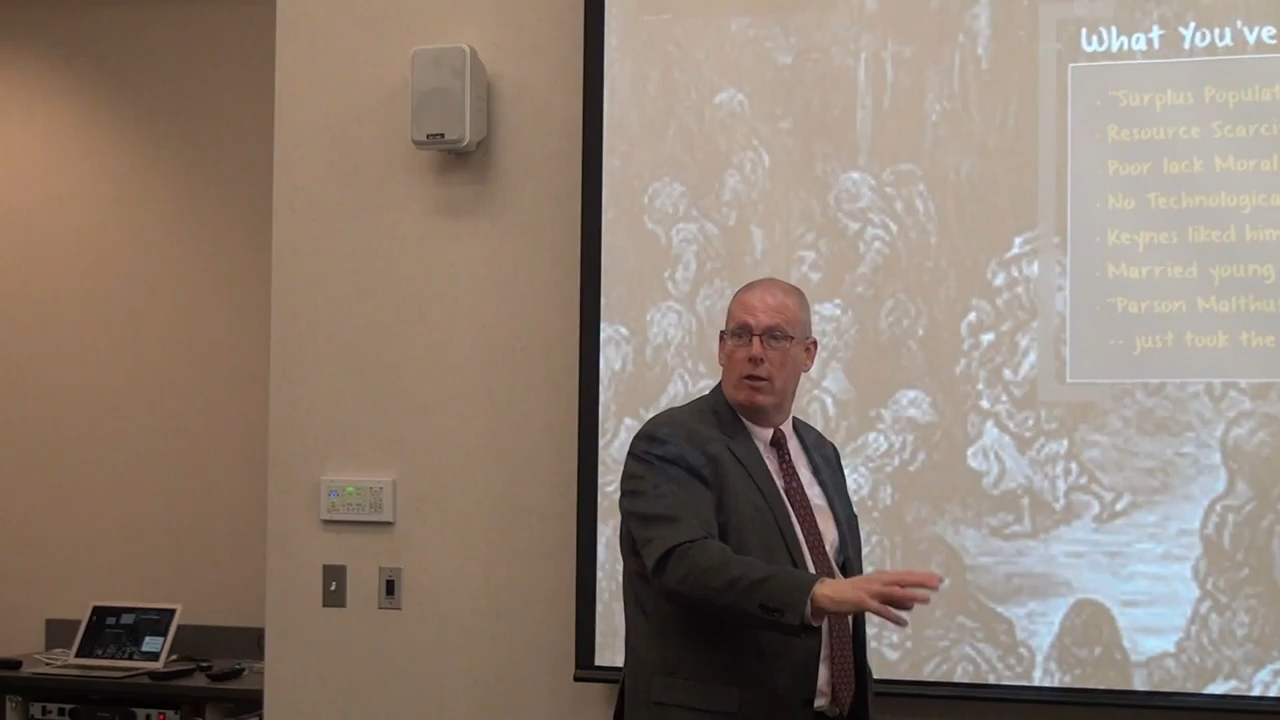 What You've
. "Surplus Populat
. Resource Scarci
. Poor lack Moral
. No Technologica
. Keynes liked him
. Married young
. "Parson Malthu
-- just took the